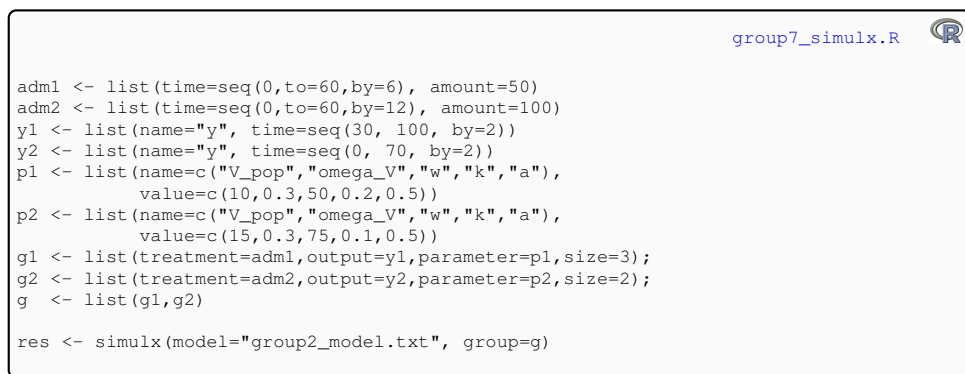 group7_simulx.R R
adm1 <- list(time=seq(0,to=60,by=6), amount=50)
adm2 <- list(time=seq(0,to=60,by=12), amount=100)
y1 <- list(name="y", time=seq(30, 100, by=2))
y2 <- list(name="y", time=seq(0, 70, by=2))
p1 <- list(name=c("V_pop","omega_V","w","k","a"),
           value=c(10,0.3,50,0.2,0.5))
p2 <- list(name=c("V_pop","omega_V","w","k","a"),
           value=c(15,0.3,75,0.1,0.5))
g1 <- list(treatment=adm1,output=y1,parameter=p1,size=3);
g2 <- list(treatment=adm2,output=y2,parameter=p2,size=2);
g  <- list(g1,g2)
res <- simulx(model="group2_model.txt", group=g)